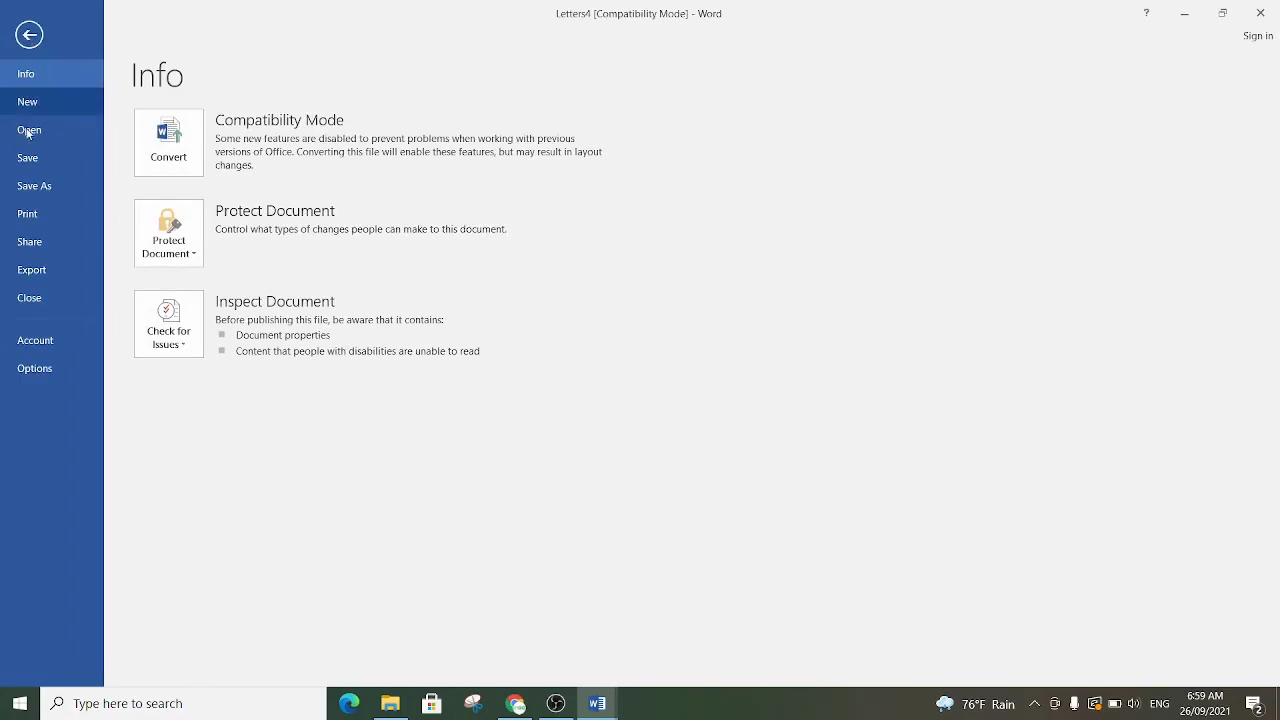 Letters4 [Compatibility Mode] - Word
?
Sign in
Info
New
Open
Save
Save As
Print
Share
Export
Close
Account
Options
Info
Convert
Compatibility Mode
Some new features are disabled to prevent problems when working with previous
versions of Office. Converting this file will enable these features, but may result in layout
changes.
Protect
Document
Protect Document
Control what types of changes people can make to this document.
Check for
Issues
Inspect Document
Before publishing this file, be aware that it contains:
Document properties
Content that people with disabilities are unable to read
Type here to search
76°F Rain
ENG
6:59 AM
26/09/2021
2